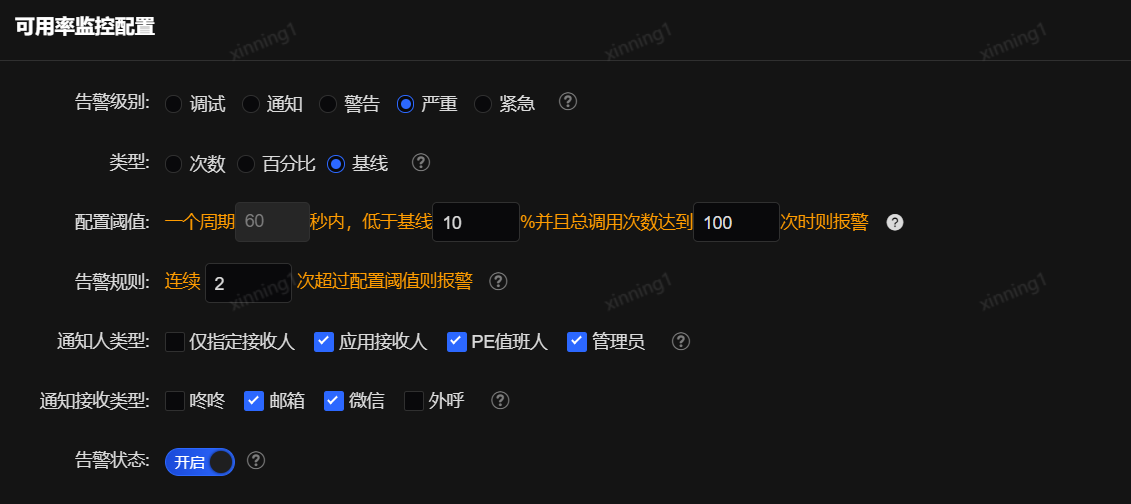 可用率监控配置
xinning1 xinning1 xinning1
告警级别: 调试 通知 警告 严重 紧急 ?
类型: 次数 百分比 基线 ?
配置阈值: 一个周期 60 秒内，低于基线 10 %并且总调用次数达到 100 次时则报警 ?
告警规则: 连续 2 次超过配置阈值则报警 ?
xinning1 xinning1 xinning1
通知人类型: 仅指定接收人 应用接收人 PE值班人 管理员 ?
通知接收类型: 咚咚 邮箱 微信 外呼 ?
告警状态: 开启 ?